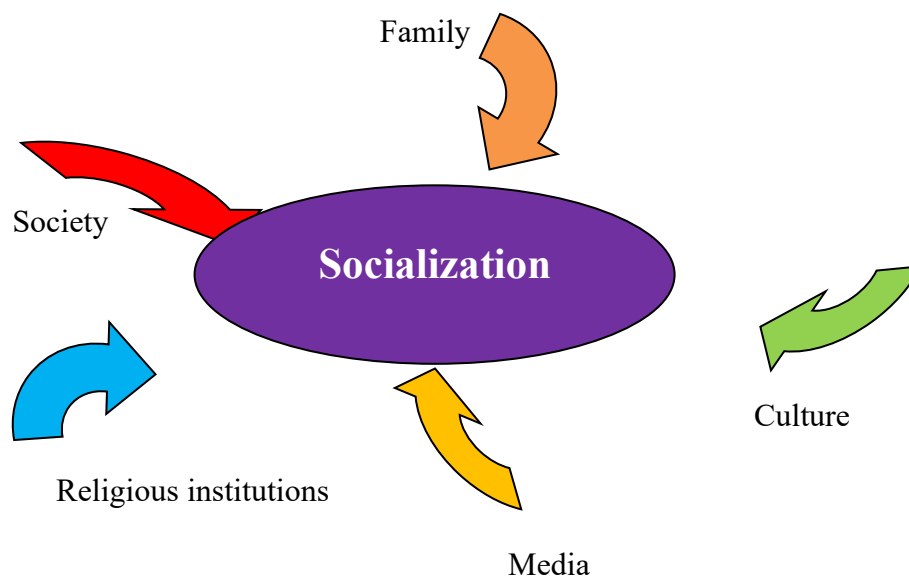 Family
Society
Socialization
Culture
Religious institutions
Media